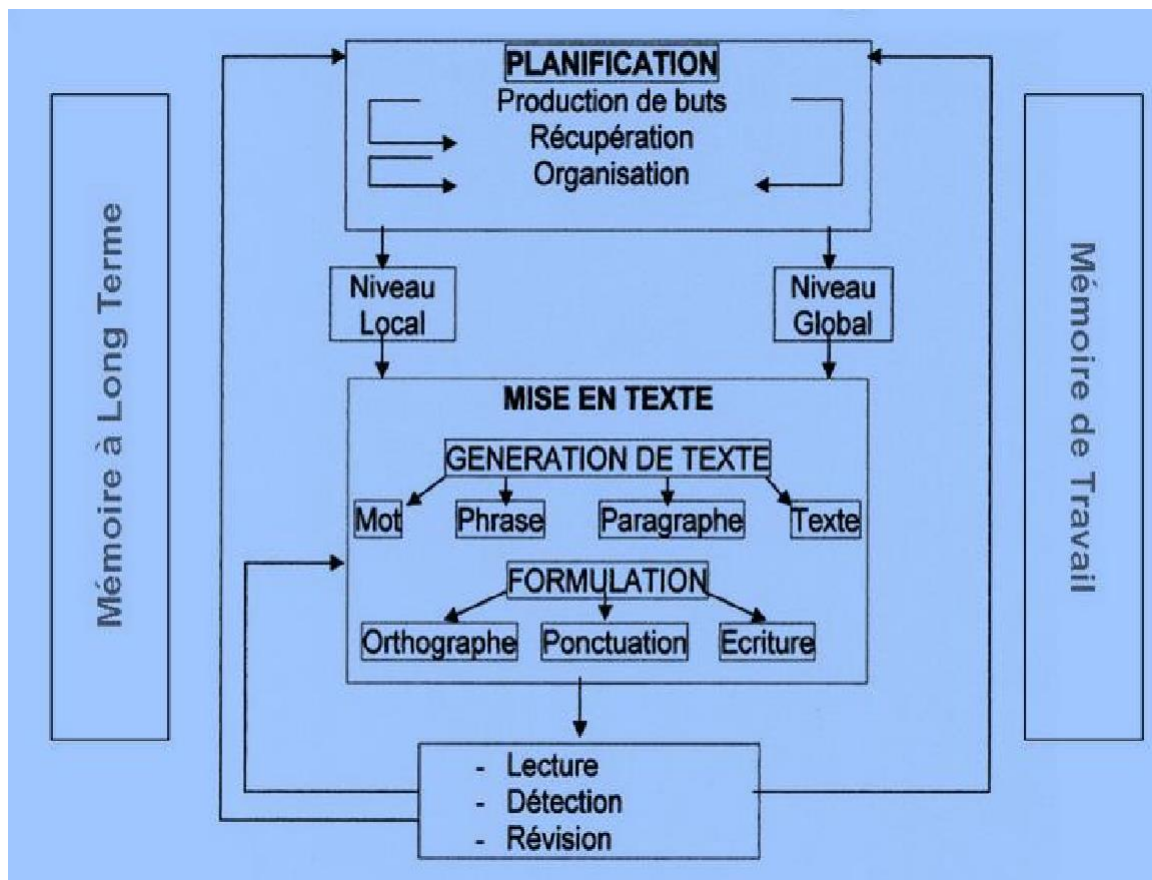 PLANIFICATION
Production de buts
Récupération
Organisation
Mémoire à Long Terme
Mémoire de Travail
Niveau
Local
Niveau
Global
MISE EN TEXTE
GENERATION DE TEXTE
Mot
Phrase
Paragraphe
Texte
FORMULATION
Orthographe
Ponctuation
Ecriture
- Lecture
- Détection
- Révision